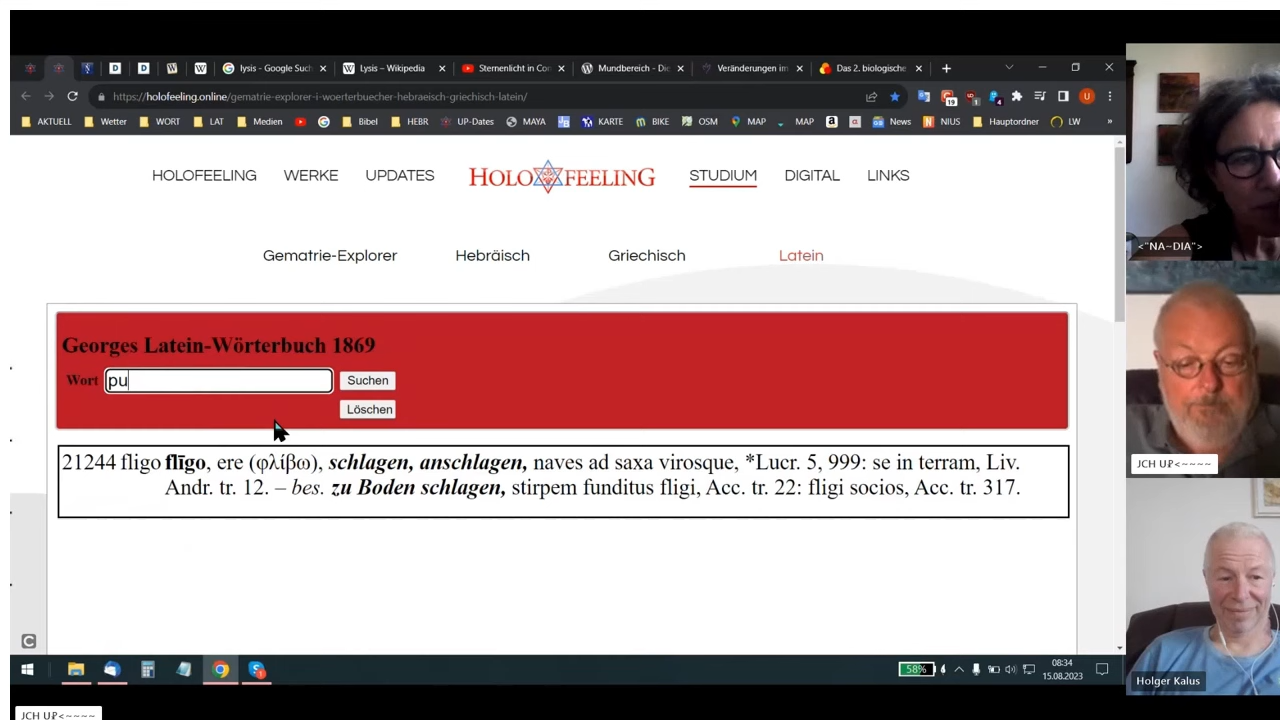 lysis - Google Such
Lysis – Wikipedia
Sternenlicht in Co
Mundbereich - Di
Veränderungen im
Das 2. biologische
https://holofeeling.online/gematrie-explorer-i-woerterbuecher-hebraeisch-griechisch-latein/
19
1
4
U
AKTUELL
Wetter
WORT
LAT
Medien
Bibel
HEBR
UP-Dates
MAYA
KARTE
BIKE
OSM
MAP
MAP
News
NIUS
Hauptordner
LW
»
HOLOFEELING
WERKE
UPDATES
HOLO FEELING
STUDIUM
DIGITAL
LINKS
Gematrie-Explorer
Hebräisch
Griechisch
Latein
Georges Latein-Wörterbuch 1869
Wort
pu
Suchen
Löschen
21244 fligo flīgo, ere (φλίβω), schlagen, anschlagen, naves ad saxa virosque, *Lucr. 5, 999: se in terram, Liv.
Andr. tr. 12. – bes. zu Boden schlagen, stirpem funditus fligi, Acc. tr. 22: fligi socios, Acc. tr. 317.
58%
08:34
15.08.2023
<"NA~DIA">
Holger Kalus